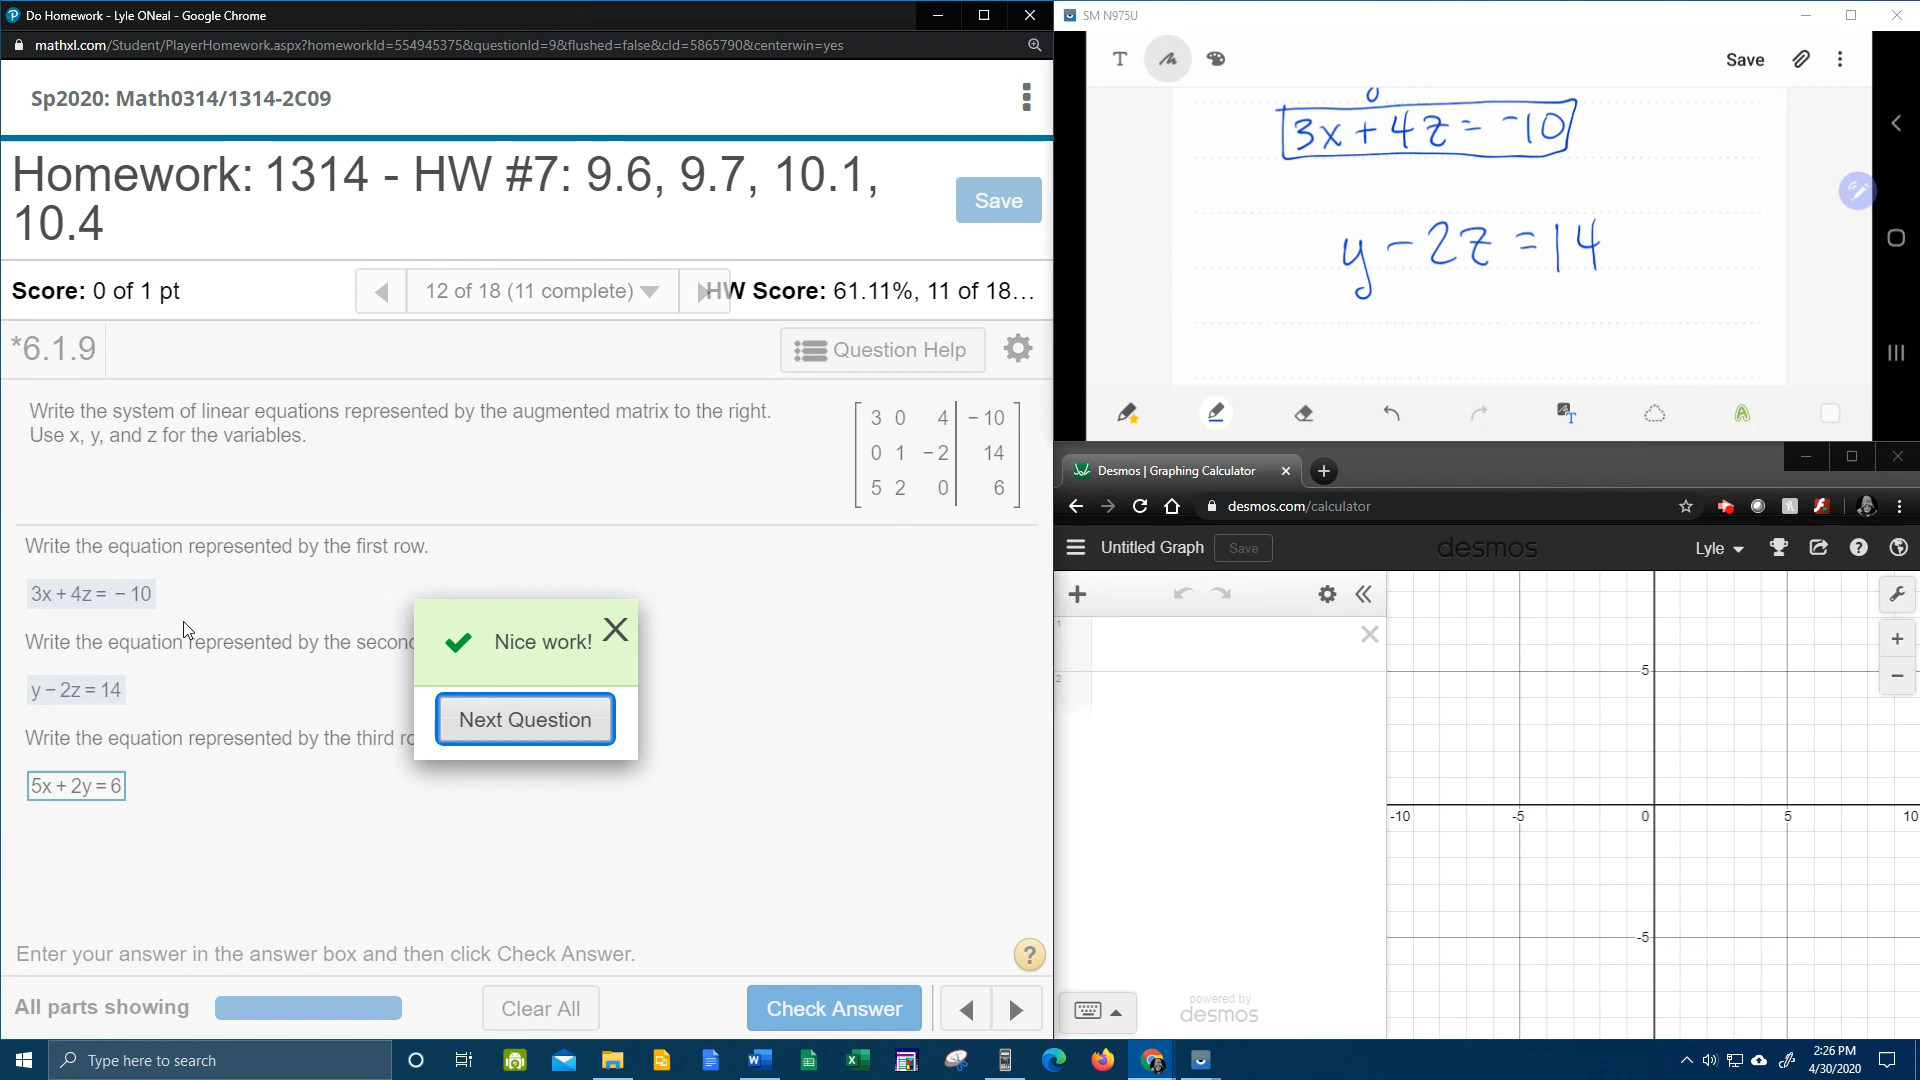 Do Homework - Lyle ONeal - Google Chrome
mathxl.com/Student/PlayerHomework.aspx?homeworkId=554945375&questionId=9&flushed=false&cId=5865790&centerwin=yes
Sp2020: Math0314/1314-2C09
Homework: 1314 - HW #7: 9.6, 9.7, 10.1,
10.4
Save
Score: 0 of 1 pt
12 of 18 (11 complete)
HW Score: 61.11%, 11 of 18...
*6.1.9
Question Help
Write the system of linear equations represented by the augmented matrix to the right.
Use x, y, and z for the variables.
3 0 4 | -10
0 1 -2 | 14
5 2 0 | 6
Write the equation represented by the first row.
3x + 4z = -10
Write the equation represented by the second
y - 2z = 14
Write the equation represented by the third
5x + 2y = 6
Nice work!
Next Question
Enter your answer in the answer box and then click Check Answer.
?
All parts showing
Clear All
Check Answer
SM N975U
T
Save
3x + 4z = -10
y - 2z = 14
Desmos | Graphing Calculator
desmos.com/calculator
Untitled Graph
Save
desmos
Lyle
1
2
5
-10
-5
0
5
10
-5
powered by
desmos
Type here to search
2:26 PM
4/30/2020